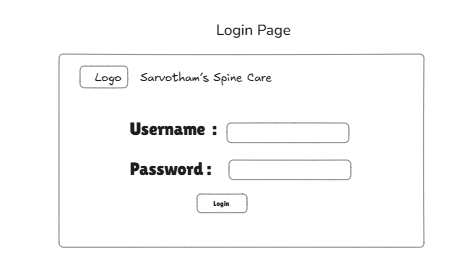 Login Page
Logo Sarvotham's Spine Care
Username :
Password :
Login